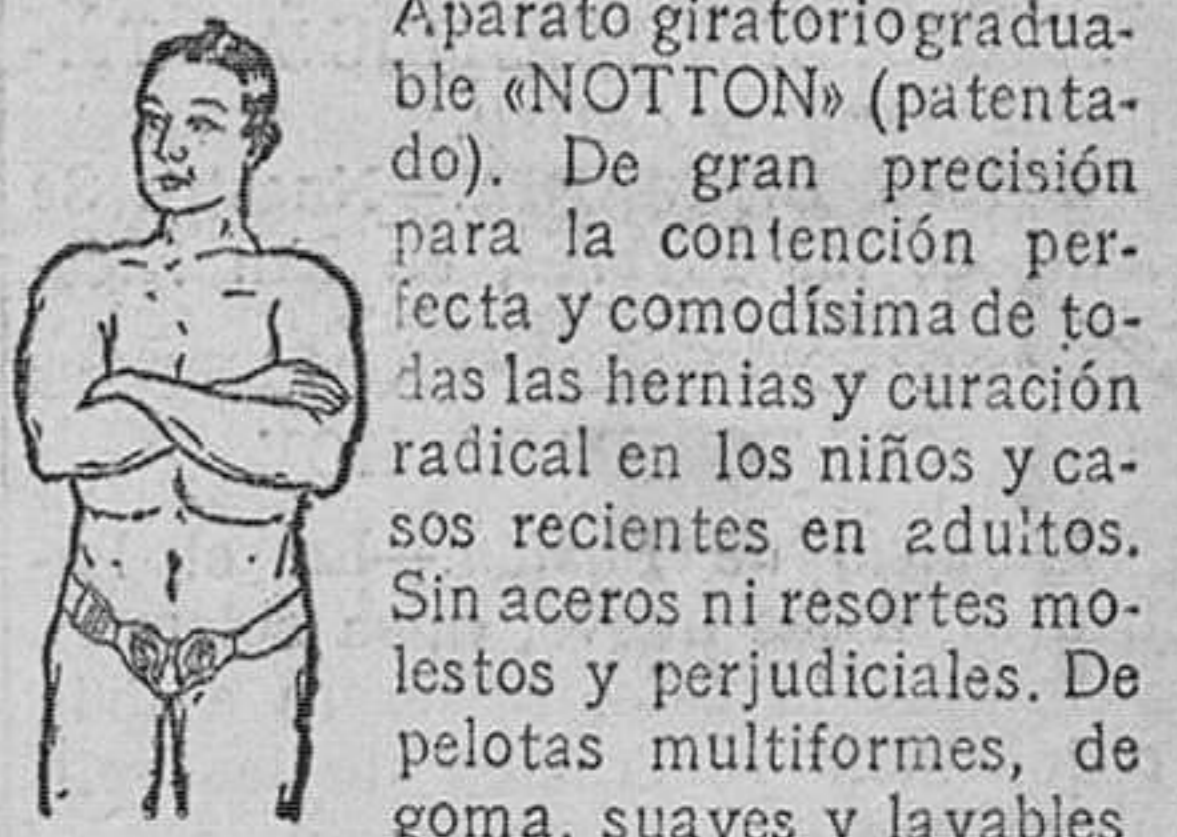 Aparato giratorio gradua-
ble «NOTTON» (patenta-
do). De gran precisión
para la contención per-
fecta y comodísima de to-
das las hernias y curación
radical en los niños y ca-
sos recientes en adultos.
Sin aceros ni resortes mo-
lestos y perjudiciales. De
pelotas multiformes, de
goma, suaves y lavables